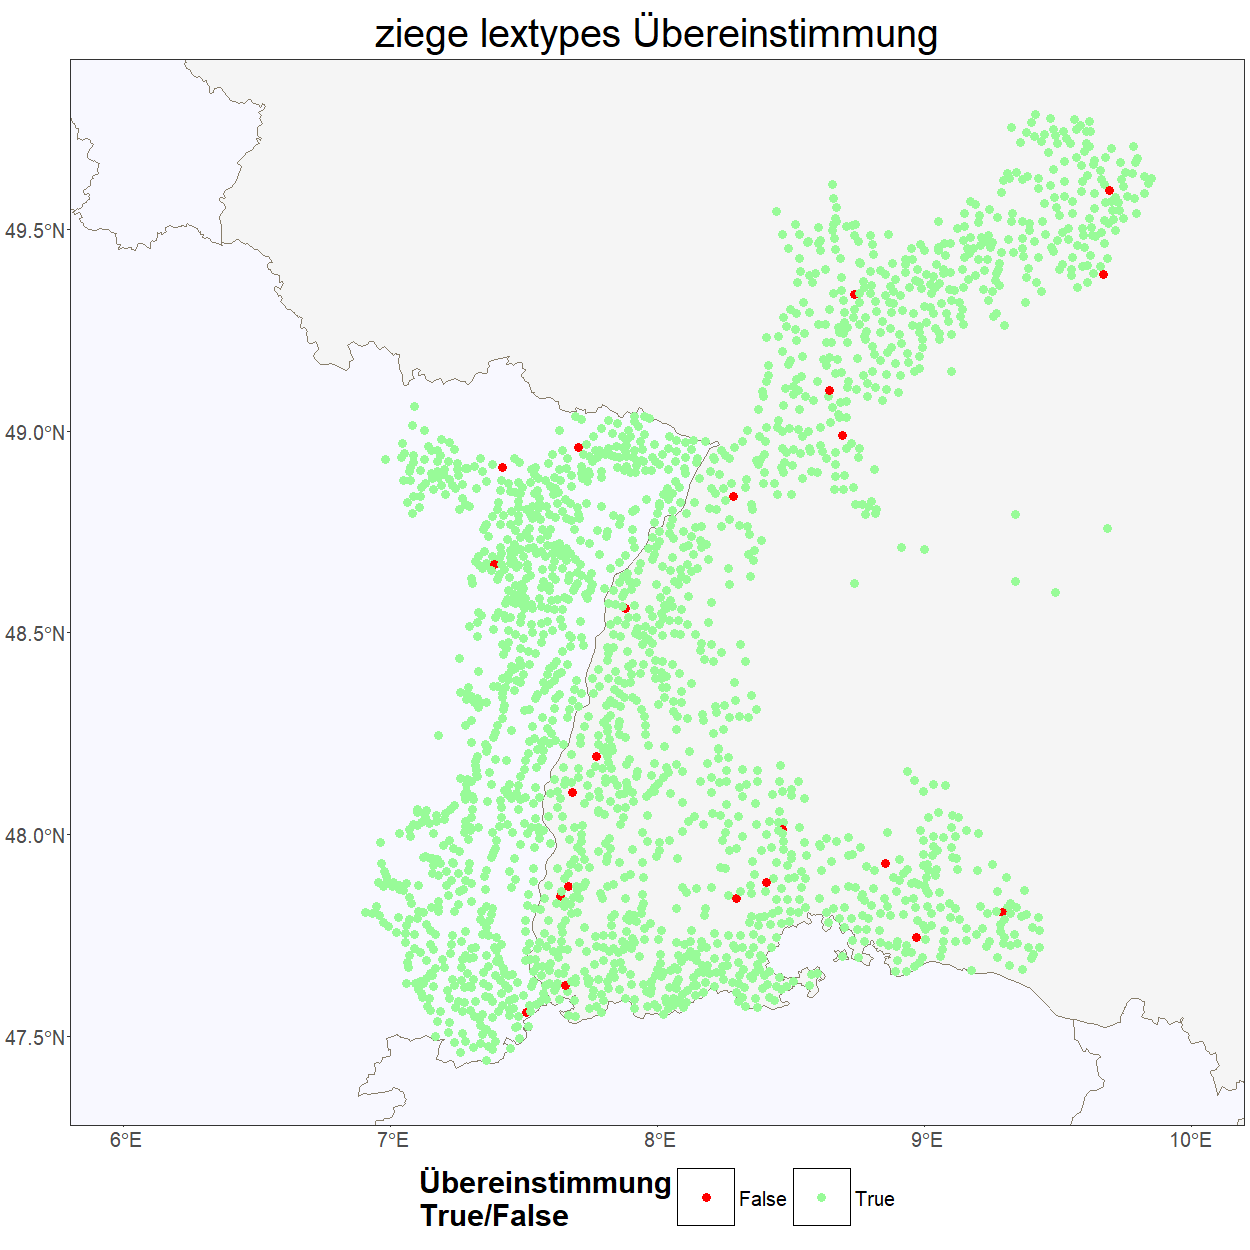 ziege lextypes Übereinstimmung
49.5°N
49.0°N
48.5°N
48.0°N
47.5°N
6°E 7°E 8°E 9°E 10°E
Übereinstimmung
True/False
False True